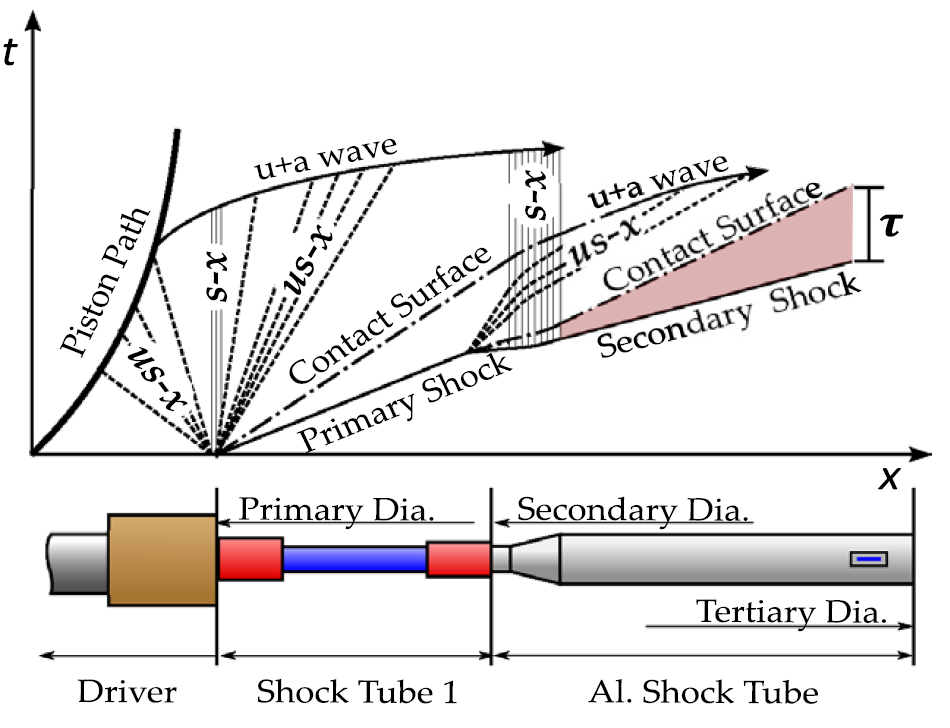 t
u+a wave
x-s
u+a wave
Piston Path
x-s
us-x
us-x
Contact Surface
τ
us-x
Contact Surface
Primary Shock
Secondary Shock
x
Primary Dia.
Secondary Dia.
Tertiary Dia.
Driver
Shock Tube 1
Al. Shock Tube